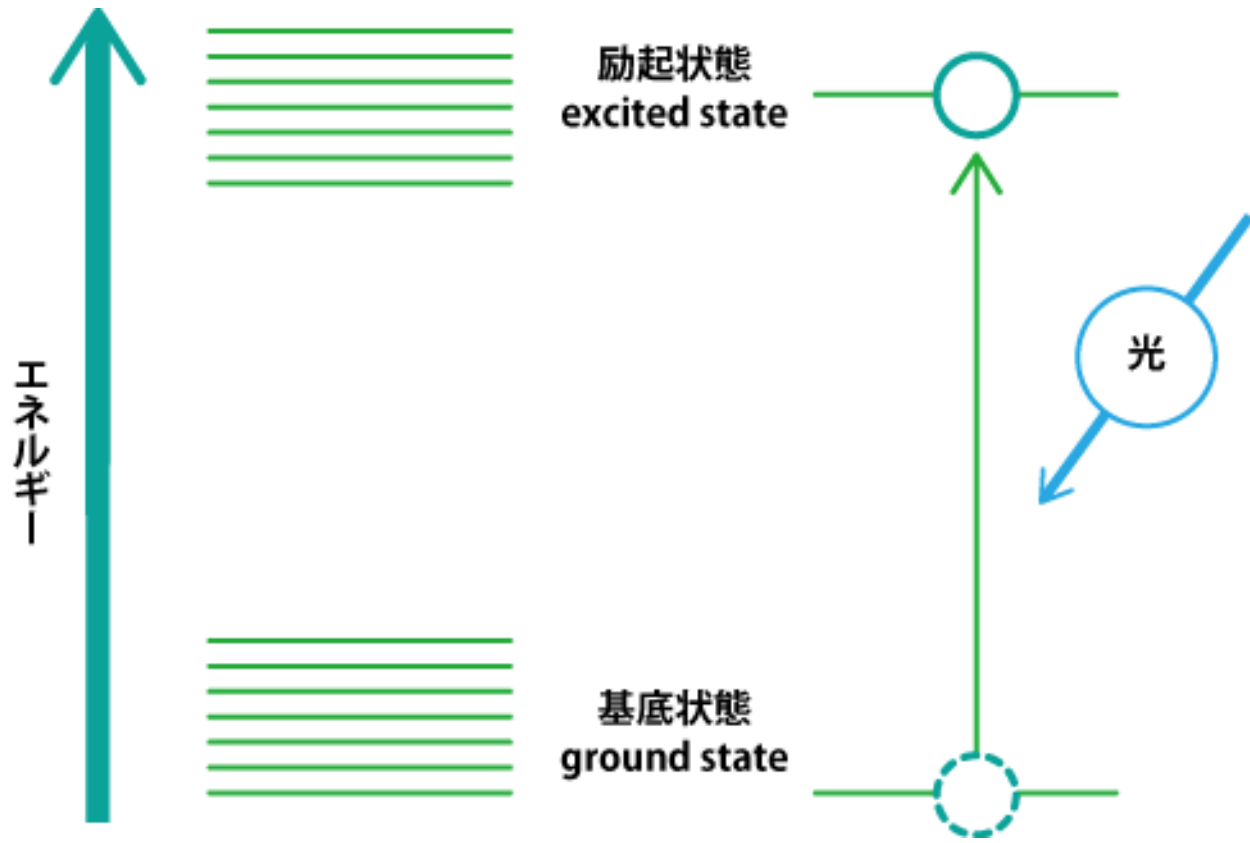 励起状態
excited state
光
エネルギー
基底状態
ground state